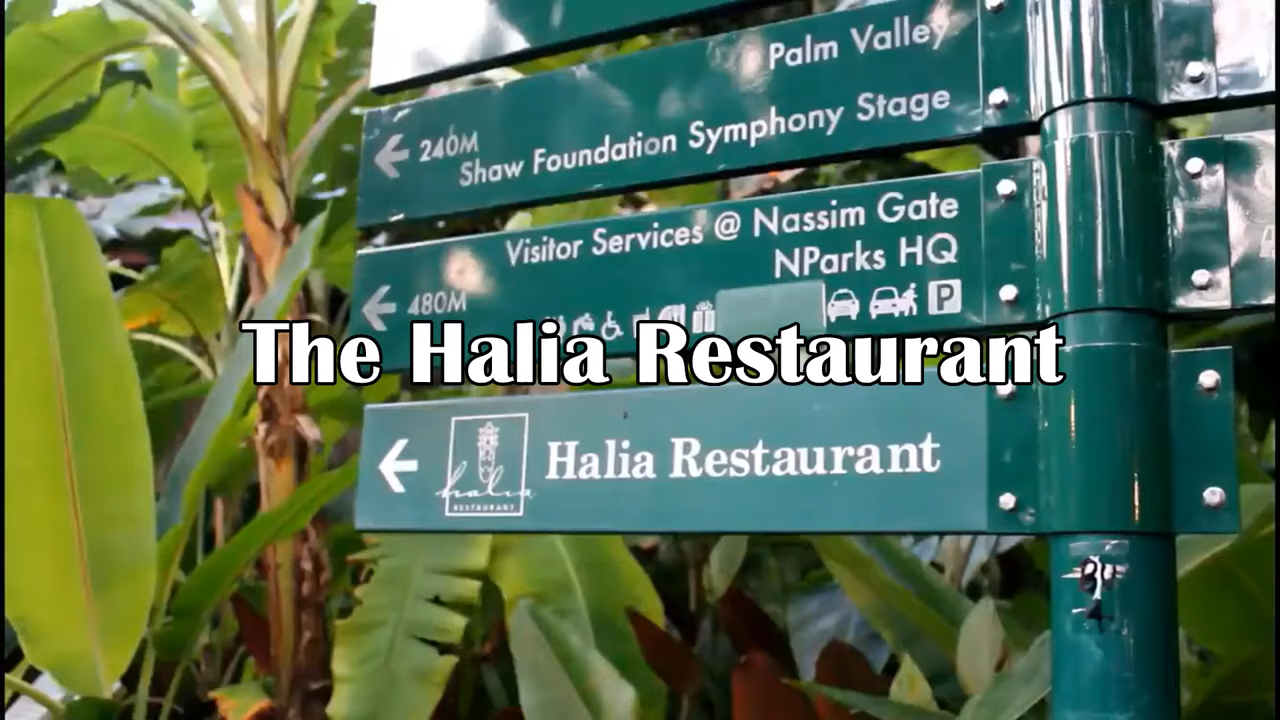 Palm Valley
240M
Shaw Foundation Symphony Stage
Visitor Services @ Nassim Gate
NParks HQ
480M
P
The Halia Restaurant
Halia Restaurant
halia
RESTAURANT